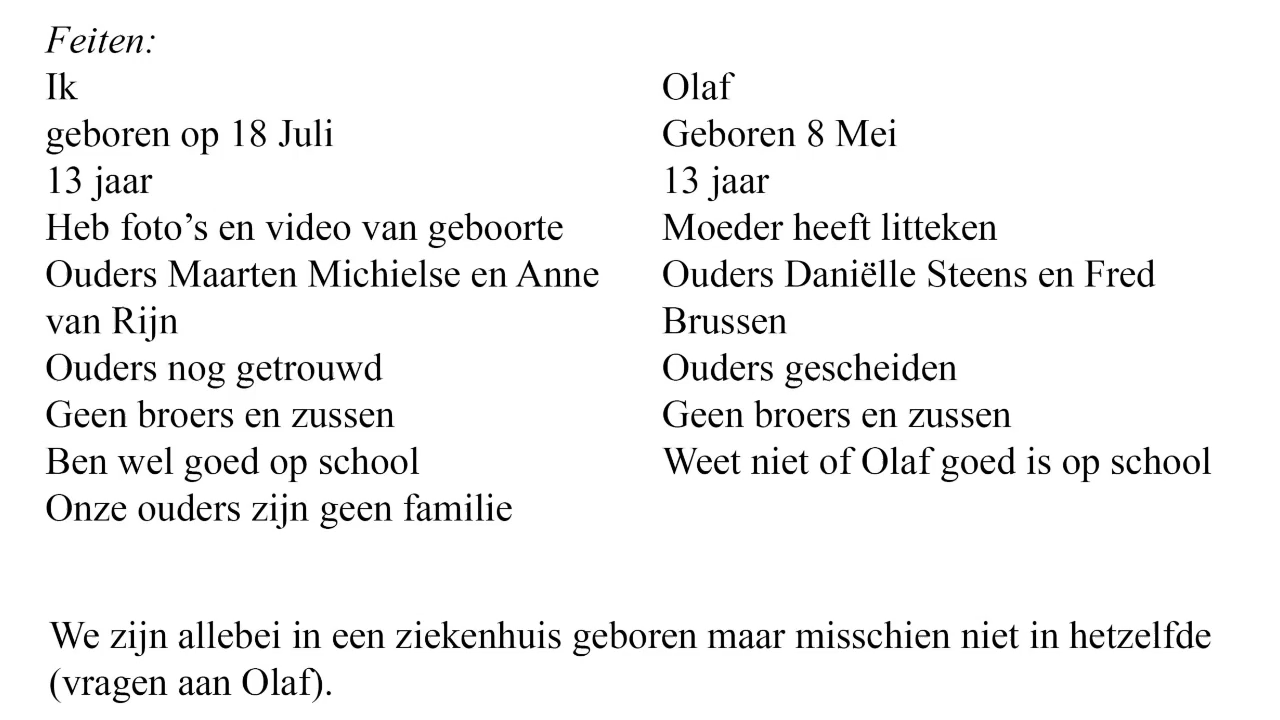 Feiten:
Ik
geboren op 18 Juli
13 jaar
Heb foto’s en video van geboorte
Ouders Maarten Michielse en Anne
van Rijn
Ouders nog getrouwd
Geen broers en zussen
Ben wel goed op school
Onze ouders zijn geen familie
Olaf
Geboren 8 Mei
13 jaar
Moeder heeft litteken
Ouders Daniëlle Steens en Fred
Brussen
Ouders gescheiden
Geen broers en zussen
Weet niet of Olaf goed is op school
We zijn allebei in een ziekenhuis geboren maar misschien niet in hetzelfde
(vragen aan Olaf).